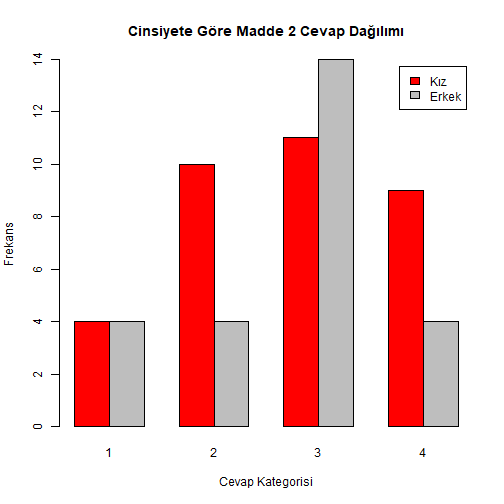 Cinsiyete Göre Madde 2 Cevap Dağılımı
Kız
Erkek
14
12
10
8
6
4
2
0
Frekans
1 2 3 4
Cevap Kategorisi